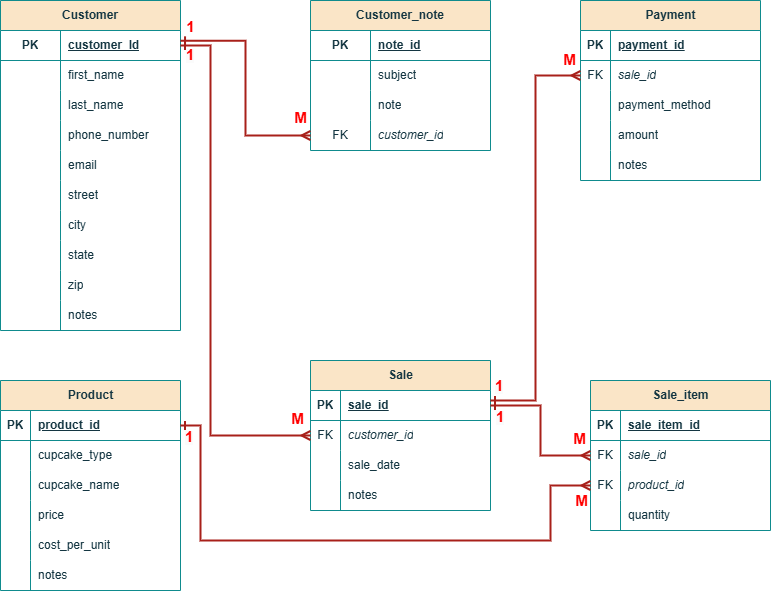 Customer
PK customer_Id
first_name
last_name
phone_number
email
street
city
state
zip
notes
1
1
Customer_note
PK note_id
subject
note
M
FK customer_id
Payment
PK payment_id
M
FK sale_id
payment_method
amount
notes
Product
PK product_id
1
cupcake_type
cupcake_name
price
cost_per_unit
notes
Sale
PK sale_id
1
1
M
FK customer_id
sale_date
notes
Sale_item
PK sale_item_id
M
FK sale_id
FK product_id
M
quantity